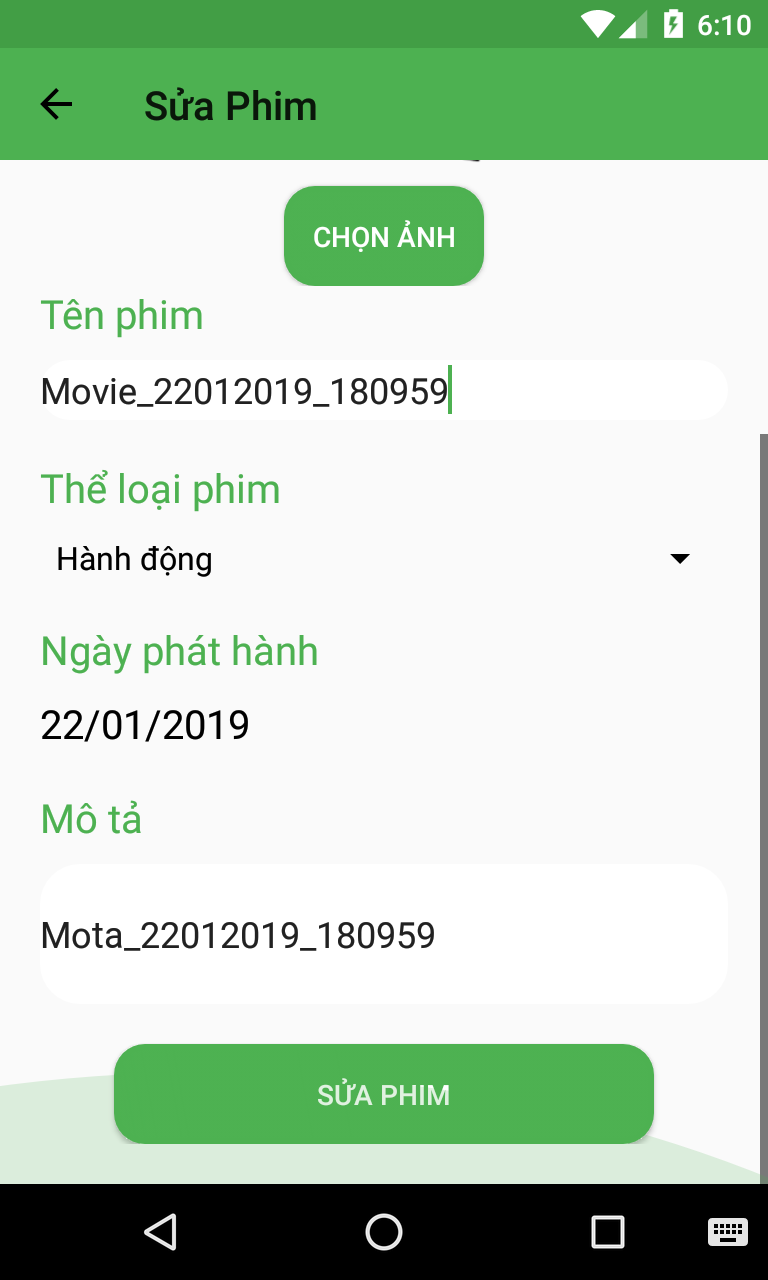 6:10
Sửa Phim
CHỌN ẢNH
Tên phim
Movie_22012019_180959
Thể loại phim
Hành động
Ngày phát hành
22/01/2019
Mô tả
Mota_22012019_180959
SỬA PHIM